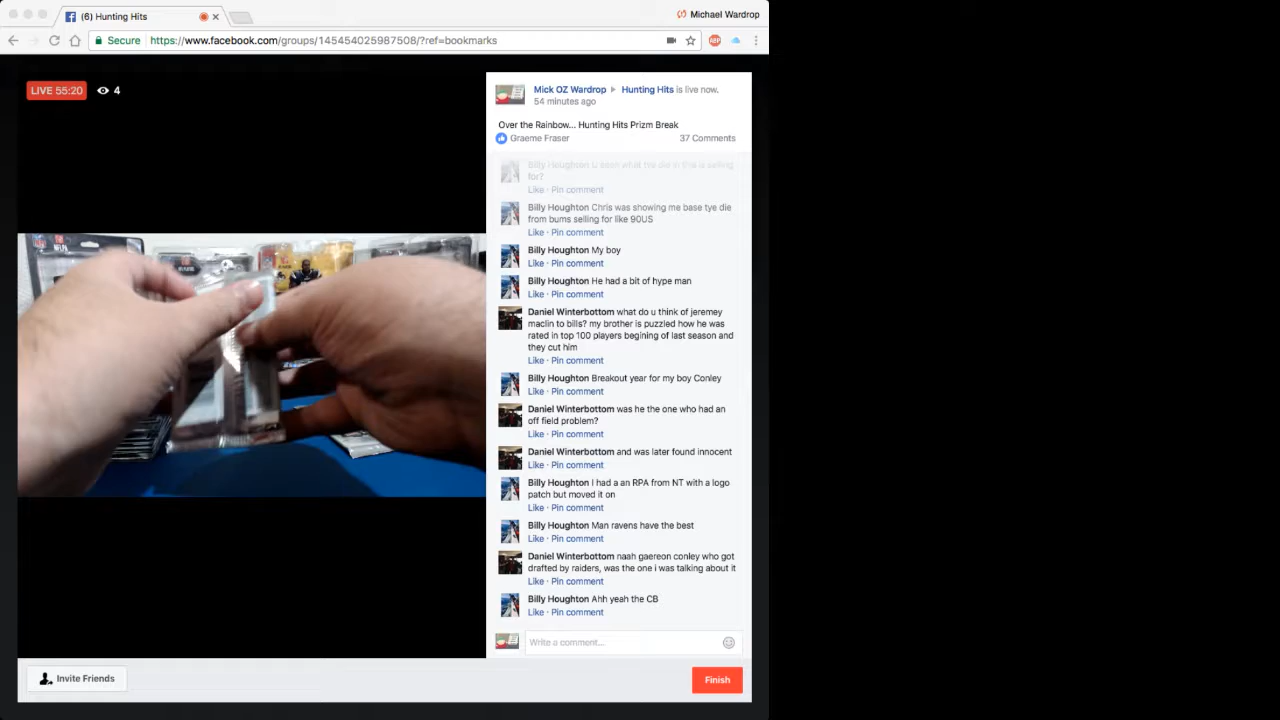 (6) Hunting Hits
Michael Wardrop
Secure https://www.facebook.com/groups/145454025987508/?ref=bookmarks
ABP
LIVE 55:20 4
Mick OZ Wardrop Hunting Hits is live now.
54 minutes ago
Over the Rainbow... Hunting Hits Prizm Break
Graeme Fraser 37 Comments
Billy Houghton U seen what tye die in this is selling
for?
Like · Pin comment
Billy Houghton Chris was showing me base tye die
from bums selling for like 90US
Like · Pin comment
Billy Houghton My boy
Like · Pin comment
Billy Houghton He had a bit of hype man
Like · Pin comment
Daniel Winterbottom what do u think of jeremey
maclin to bills? my brother is puzzled how he was
rated in top 100 players begining of last season and
they cut him
Like · Pin comment
Billy Houghton Breakout year for my boy Conley
Like · Pin comment
Daniel Winterbottom was he the one who had an
off field problem?
Like · Pin comment
Daniel Winterbottom and was later found innocent
Like · Pin comment
Billy Houghton I had a an RPA from NT with a logo
patch but moved it on
Like · Pin comment
Billy Houghton Man ravens have the best
Like · Pin comment
Daniel Winterbottom naah gaereon conley who got
drafted by raiders, was the one i was talking about it
Like · Pin comment
Billy Houghton Ahh yeah the CB
Like · Pin comment
Write a comment...
Invite Friends
Finish